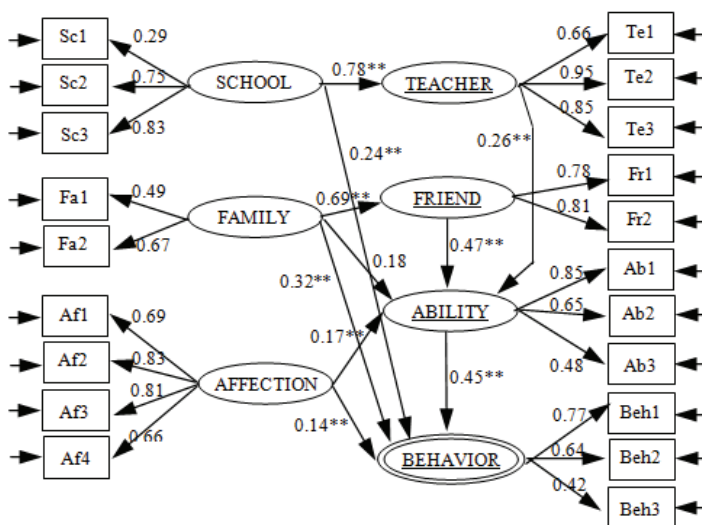 Sc1
0.29
Te1
0.66
Sc2
0.75
SCHOOL
0.78**
TEACHER
0.95
Te2
Sc3
0.83
0.85
Te3
0.24**
0.26**
Fa1
0.49
0.69**
FRIEND
0.78
Fr1
FAMILY
0.81
Fr2
Fa2
0.67
0.18
0.47**
0.32**
0.85
Ab1
Af1
0.69
ABILITY
0.65
Ab2
0.17**
Af2
0.83
0.48
Ab3
AFFECTION
0.45**
Af3
0.81
0.77
Beh1
0.14**
Af4
0.66
BEHAVIOR
0.64
Beh2
0.42
Beh3